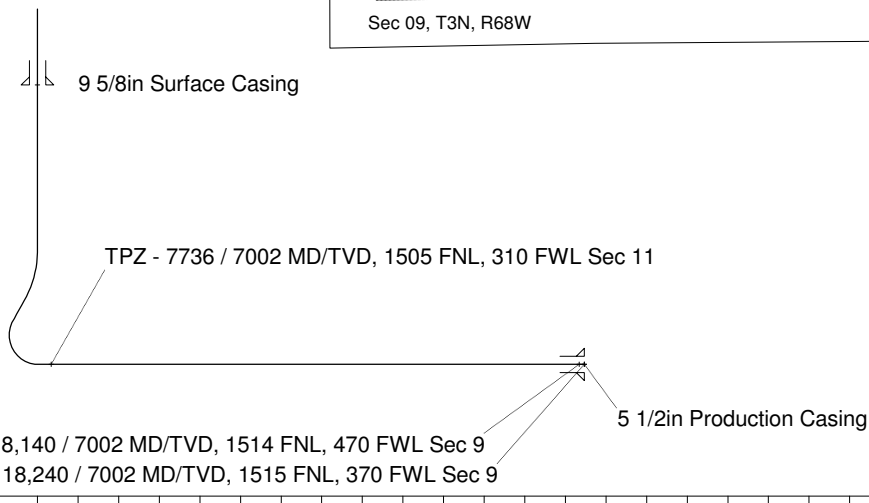 Sec 09, T3N, R68W
9 5/8in Surface Casing
TPZ - 7736 / 7002 MD/TVD, 1505 FNL, 310 FWL Sec 11
5 1/2in Production Casing
8,140 / 7002 MD/TVD, 1514 FNL, 470 FWL Sec 9
18,240 / 7002 MD/TVD, 1515 FNL, 370 FWL Sec 9